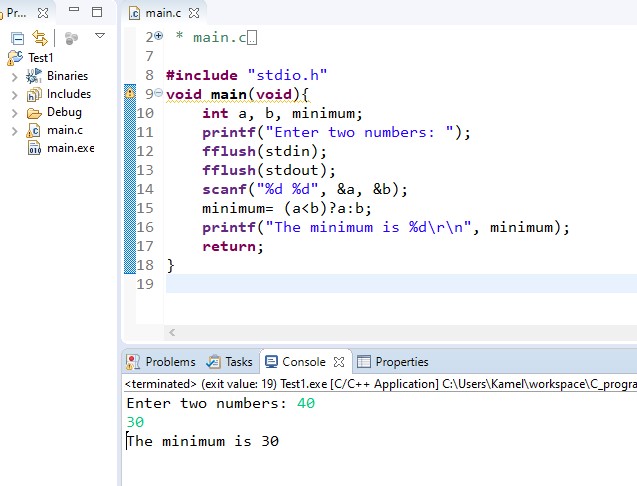 Pr...
main.c
Test1
Binaries
Includes
Debug
main.c
main.exe
2 * main.c
7
8 #include "stdio.h"
9 void main(void){
10 int a, b, minimum;
11 printf("Enter two numbers: ");
12 fflush(stdin);
13 fflush(stdout);
14 scanf("%d %d", &a, &b);
15 minimum= (a<b)?a:b;
16 printf("The minimum is %d\r\n", minimum);
17 return;
18 }
19
Problems Tasks Console Properties
<terminated> (exit value: 19) Test1.exe [C/C++ Application] C:\Users\Kamel\workspace\C_progra
Enter two numbers: 40
30
The minimum is 30